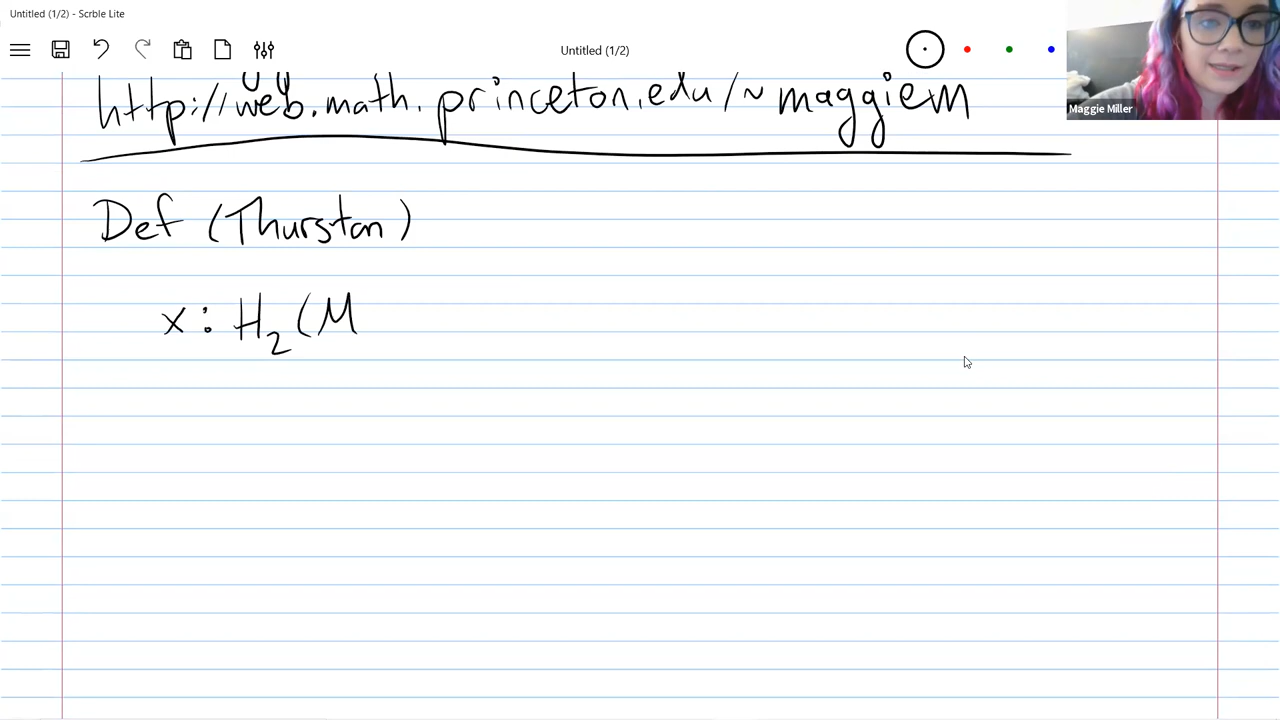 Untitled (1/2) - Scrble Lite
Untitled (1/2)
Maggie Miller
http://web.math.princeton.edu/~maggiem
Def (Thurston)
x : H₂(M